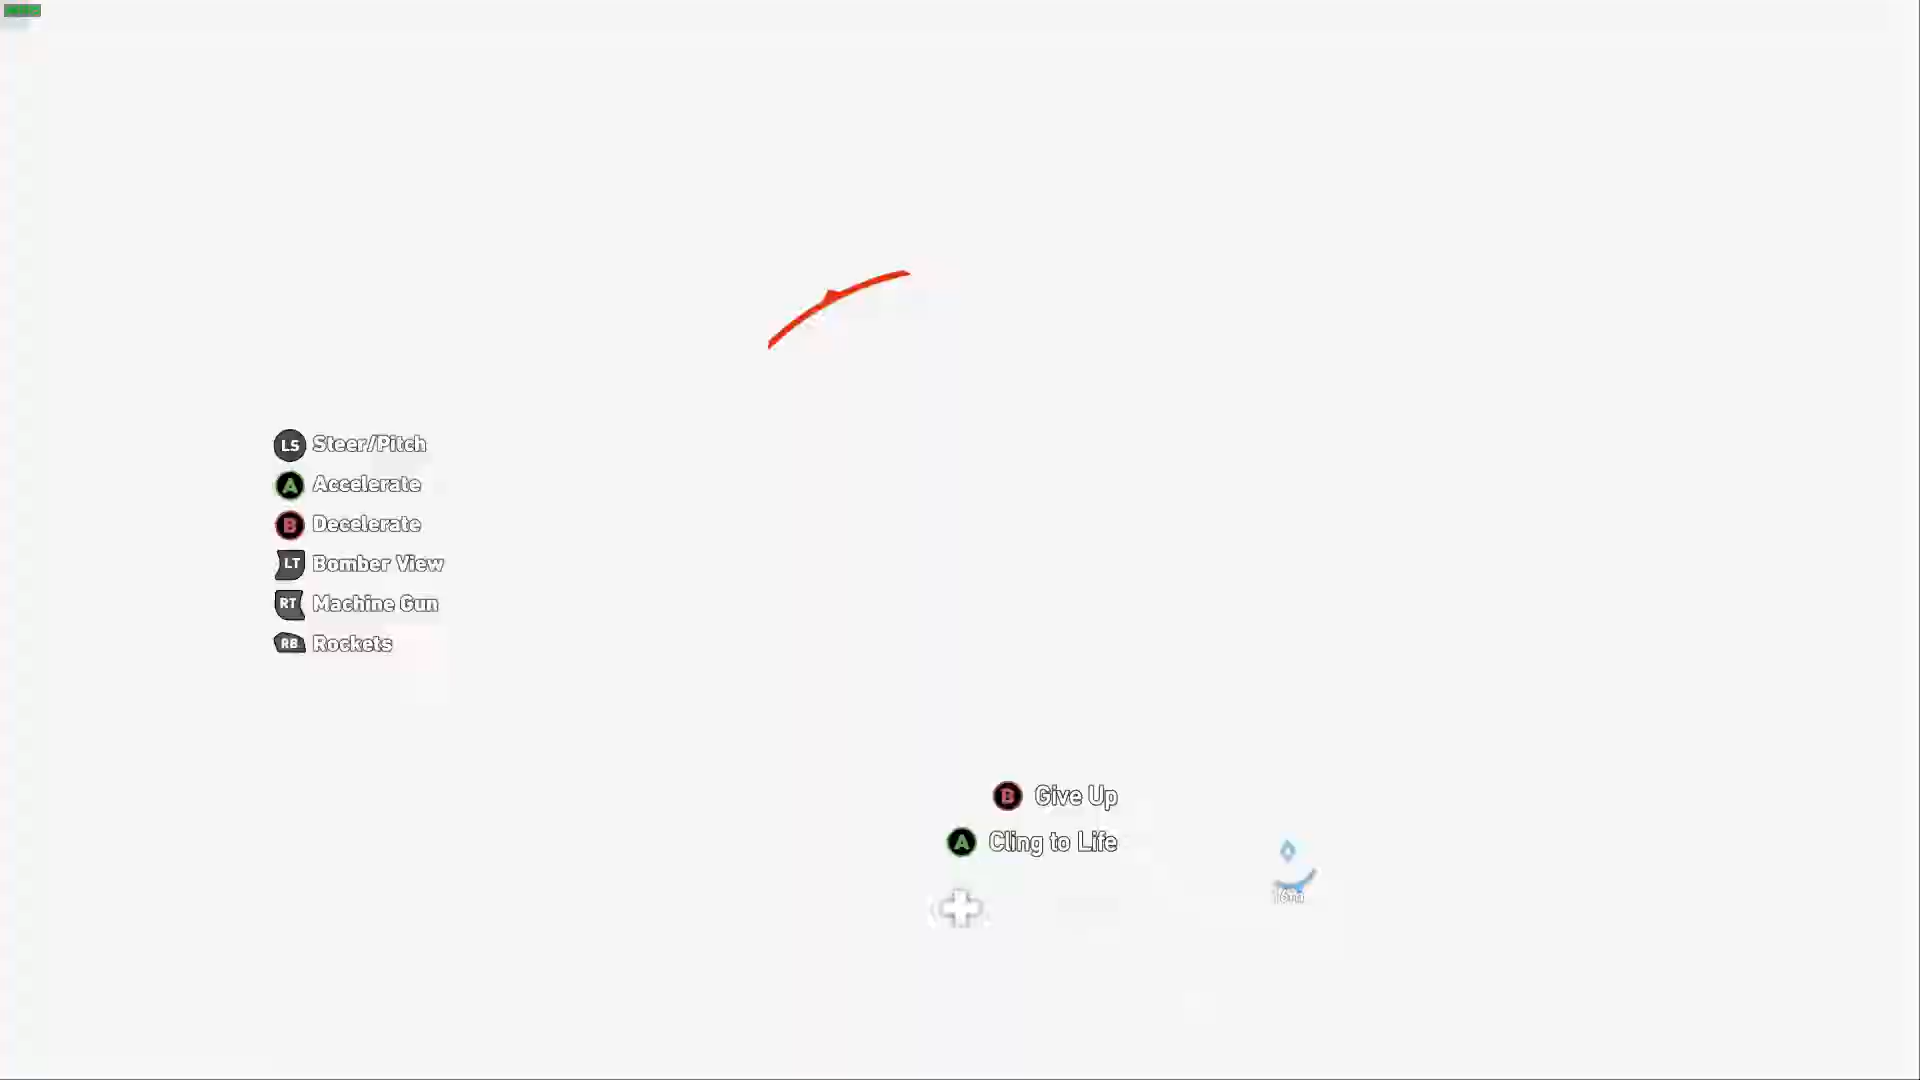 LS Steer/Pitch
A Accelerate
B Decelerate
LT Bomber View
RT Machine Gun
RB Rockets
B Give Up
A Cling to Life